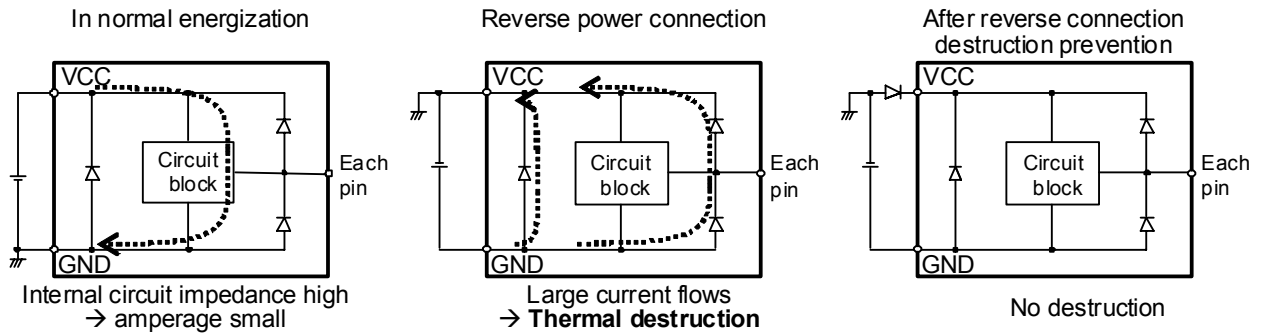 In normal energization
VCC
Circuit
block
Each
pin
GND
Internal circuit impedance high
→ amperage small
Reverse power connection
VCC
Circuit
block
Each
pin
GND
Large current flows
→ Thermal destruction
After reverse connection
destruction prevention
VCC
Circuit
block
Each
pin
GND
No destruction